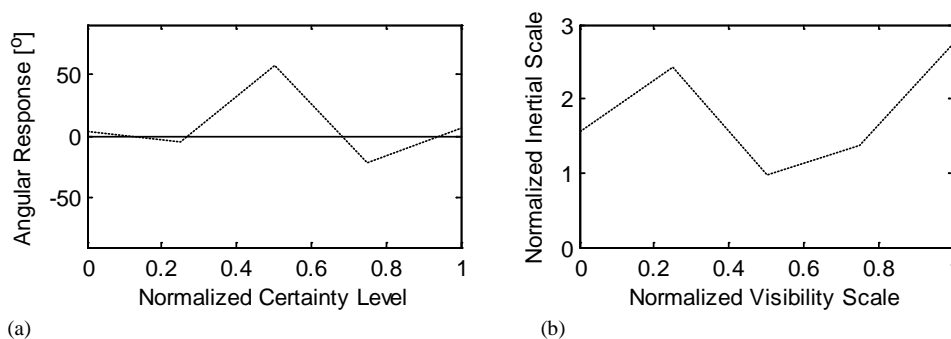 Angular Response [°]
50
0
-50
0 0.2 0.4 0.6 0.8 1
Normalized Certainty Level
(a)
Normalized Inertial Scale
3
2
1
0
0 0.2 0.4 0.6 0.8 1
Normalized Visibility Scale
(b)